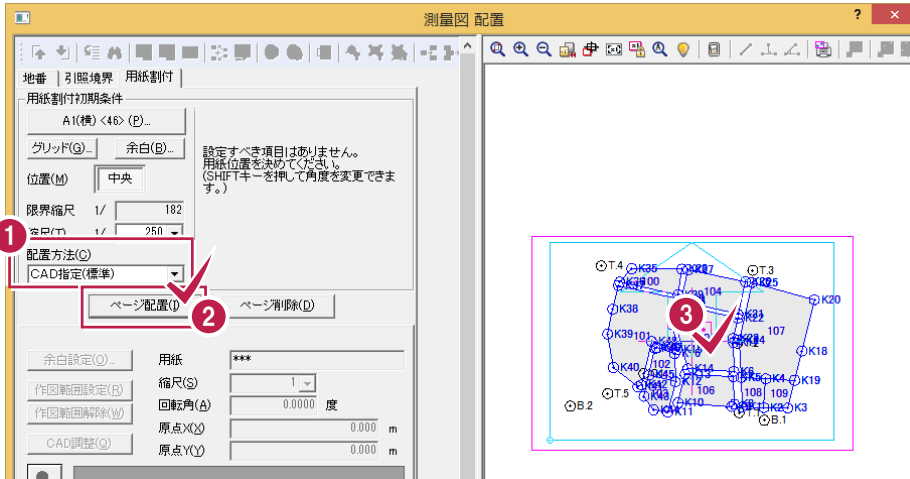 測量図 配置
?
×
地番
引照境界
用紙割付
用紙割付初期条件
A1(横) <46> (P)...
グリッド(G)...
余白(B)...
位置(M)
中央
設定すべき項目はありません。
用紙位置を決めてください。
(SHIFTキーを押して角度を変更できま
す。)
限界縮尺 1/ 182
縮尺(T) 1/ 250
1
配置方法(C)
CAD指定(標準)
ページ配置(I)
2
ページ削除(D)
余白設定(O)...
作図範囲設定(R)
作図範囲解除(W)
CAD調整(Q)
用紙 ***
縮尺(S) 1
回転角(A) 0.0000 度
原点X(X) 0.000 m
原点Y(Y) 0.000 m
3
T.4
K35
T.3
100
104
K20
K38
107
K39
101
K18
K40
102
K14
K4
K19
T.5
K12
106
108
109
B.2
K10
K11
K2
K3
B.1